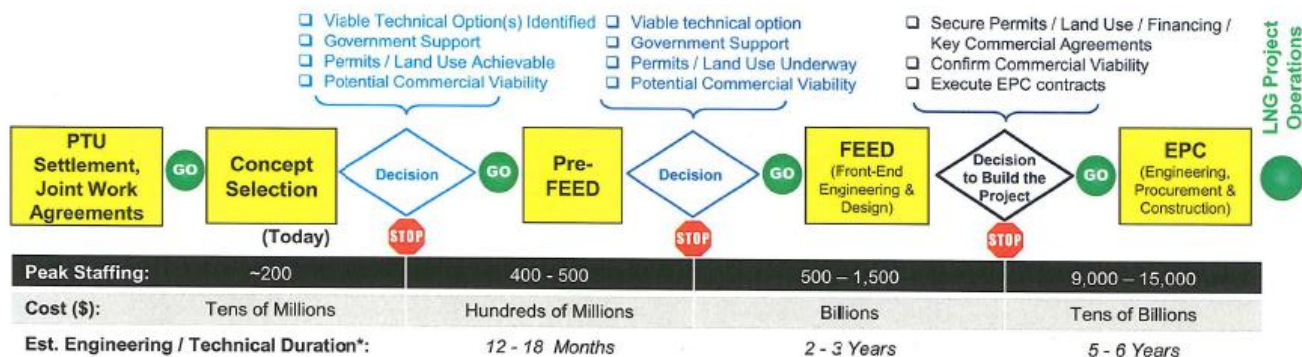 ❑ Viable Technical Option(s) Identified
❑ Government Support
❑ Permits / Land Use Achievable
❑ Potential Commercial Viability
❑ Viable technical option
❑ Government Support
❑ Permits / Land Use Underway
❑ Potential Commercial Viability
❑ Secure Permits / Land Use / Financing /
Key Commercial Agreements
❑ Confirm Commercial Viability
❑ Execute EPC contracts
LNG Project
Operations
PTU
Settlement,
Joint Work
Agreements
GO
Concept
Selection
(Today)
Decision
STOP
GO
Pre-
FEED
Decision
STOP
GO
FEED
(Front-End
Engineering &
Design)
Decision
to Build the
Project
STOP
GO
EPC
(Engineering,
Procurement &
Construction)
Peak Staffing: ~200 400 - 500 500 – 1,500 9,000 – 15,000
Cost ($): Tens of Millions Hundreds of Millions Billions Tens of Billions
Est. Engineering / Technical Duration*: 12 - 18 Months 2 - 3 Years 5 - 6 Years